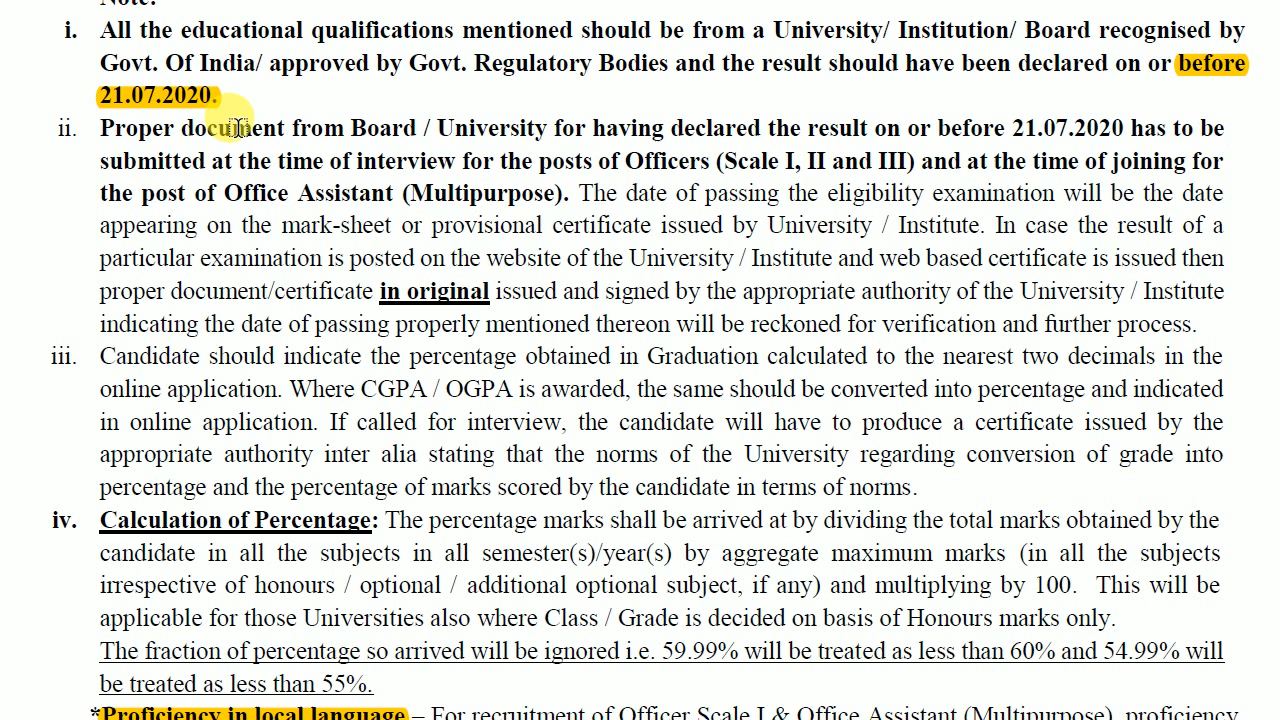 Note:
i. All the educational qualifications mentioned should be from a University/ Institution/ Board recognised by
Govt. Of India/ approved by Govt. Regulatory Bodies and the result should have been declared on or before
21.07.2020.
ii. Proper document from Board / University for having declared the result on or before 21.07.2020 has to be
submitted at the time of interview for the posts of Officers (Scale I, II and III) and at the time of joining for
the post of Office Assistant (Multipurpose). The date of passing the eligibility examination will be the date
appearing on the mark-sheet or provisional certificate issued by University / Institute. In case the result of a
particular examination is posted on the website of the University / Institute and web based certificate is issued then
proper document/certificate in original issued and signed by the appropriate authority of the University / Institute
indicating the date of passing properly mentioned thereon will be reckoned for verification and further process.
iii. Candidate should indicate the percentage obtained in Graduation calculated to the nearest two decimals in the
online application. Where CGPA / OGPA is awarded, the same should be converted into percentage and indicated
in online application. If called for interview, the candidate will have to produce a certificate issued by the
appropriate authority inter alia stating that the norms of the University regarding conversion of grade into
percentage and the percentage of marks scored by the candidate in terms of norms.
iv. Calculation of Percentage: The percentage marks shall be arrived at by dividing the total marks obtained by the
candidate in all the subjects in all semester(s)/year(s) by aggregate maximum marks (in all the subjects
irrespective of honours / optional / additional optional subject, if any) and multiplying by 100. This will be
applicable for those Universities also where Class / Grade is decided on basis of Honours marks only.
The fraction of percentage so arrived will be ignored i.e. 59.99% will be treated as less than 60% and 54.99% will
be treated as less than 55%.
*Proficiency in local language – For recruitment of Officer Scale I & Office Assistant (Multipurpose), proficiency